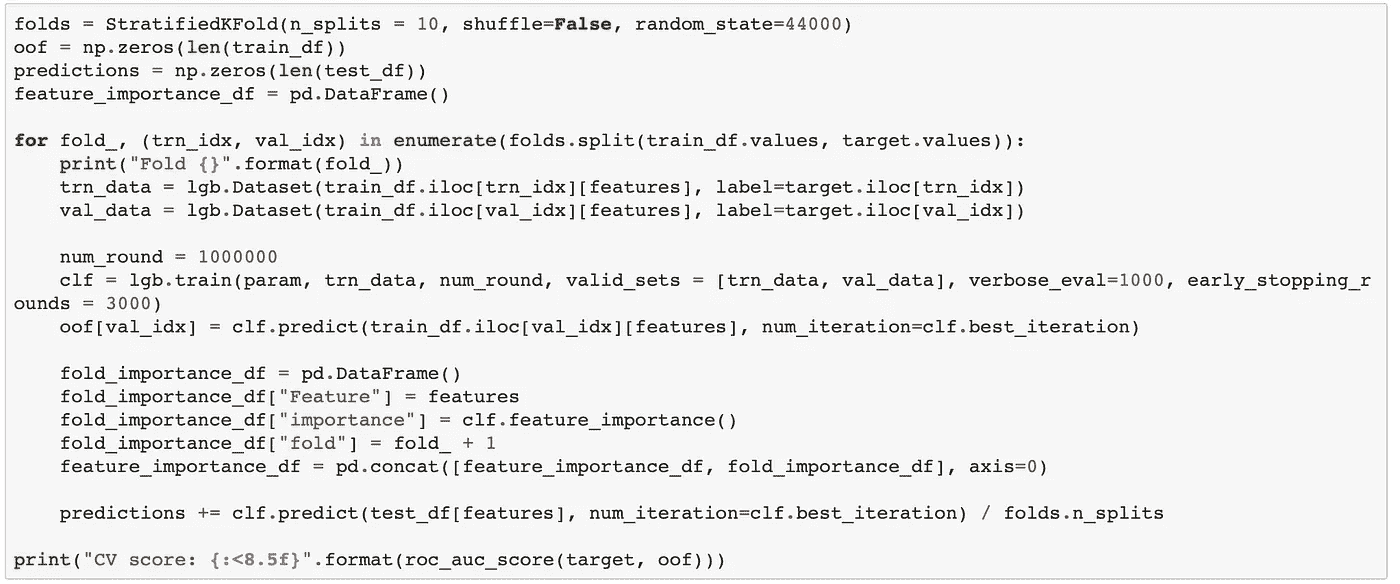 folds = StratifiedKFold(n_splits = 10, shuffle=False, random_state=44000)
oof = np.zeros(len(train_df))
predictions = np.zeros(len(test_df))
feature_importance_df = pd.DataFrame()

for fold_, (trn_idx, val_idx) in enumerate(folds.split(train_df.values, target.values)):
    print("Fold {}".format(fold_))
    trn_data = lgb.Dataset(train_df.iloc[trn_idx][features], label=target.iloc[trn_idx])
    val_data = lgb.Dataset(train_df.iloc[val_idx][features], label=target.iloc[val_idx])

    num_round = 1000000
    clf = lgb.train(param, trn_data, num_round, valid_sets = [trn_data, val_data], verbose_eval=1000, early_stopping_r
ounds = 3000)
    oof[val_idx] = clf.predict(train_df.iloc[val_idx][features], num_iteration=clf.best_iteration)

    fold_importance_df = pd.DataFrame()
    fold_importance_df["Feature"] = features
    fold_importance_df["importance"] = clf.feature_importance()
    fold_importance_df["fold"] = fold_ + 1
    feature_importance_df = pd.concat([feature_importance_df, fold_importance_df], axis=0)

    predictions += clf.predict(test_df[features], num_iteration=clf.best_iteration) / folds.n_splits

print("CV score: {:<8.5f}".format(roc_auc_score(target, oof)))